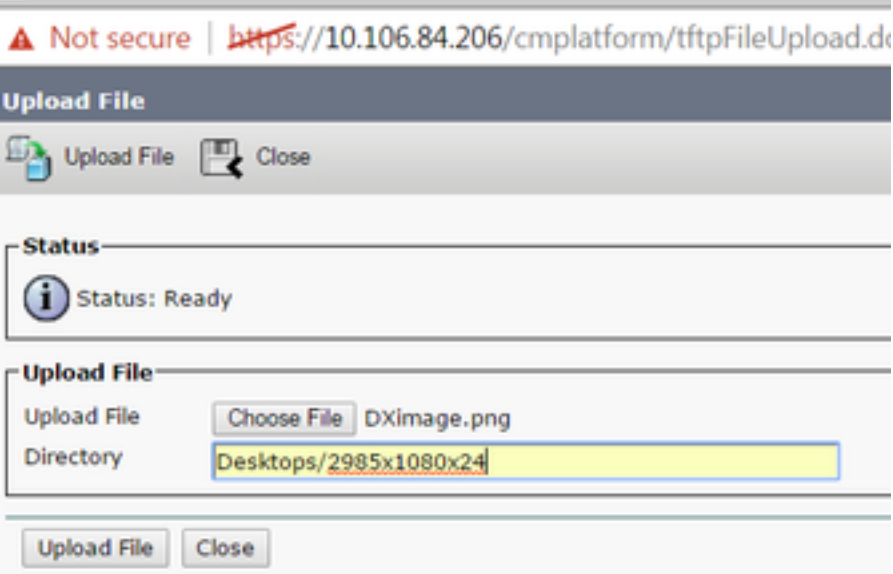 Not secure | https://10.106.84.206/cmplatform/tftpFileUpload.do
Upload File
Upload File Close
Status
Status: Ready
Upload File
Upload File Choose File DXimage.png
Directory Desktops/2985x1080x24
Upload File Close